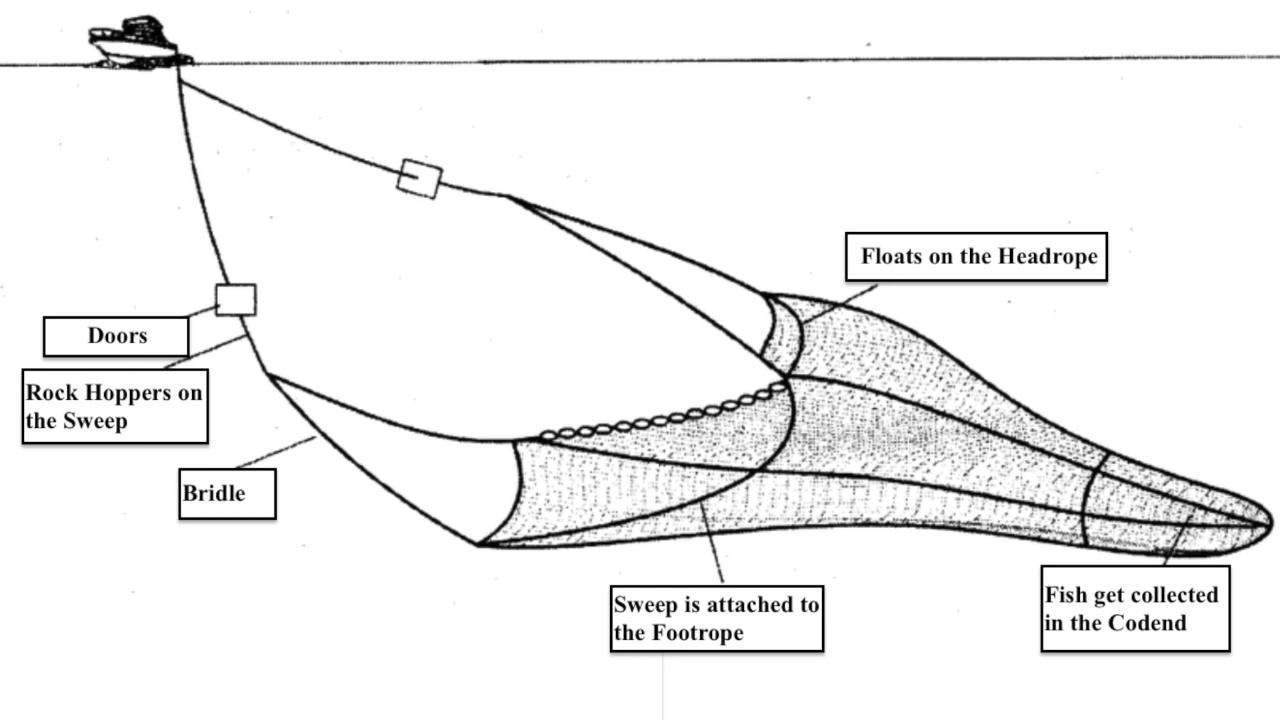 Floats on the Headrope
Doors
Rock Hoppers on
the Sweep
Bridle
Sweep is attached to
the Footrope
Fish get collected
in the Codend